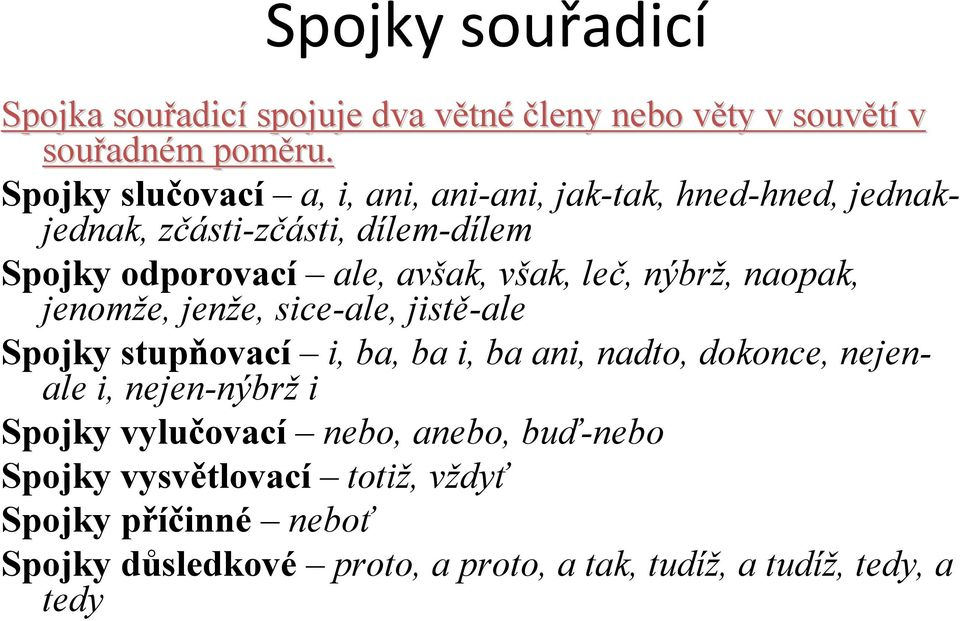 Spojky souřadicí
Spojka souřadicí spojuje dva větné členy nebo věty v souvětí v
souřadném poměru.
Spojky slučovací – a, i, ani, ani-ani, jak-tak, hned-hned, jednak-
jednak, zčásti-zčásti, dílem-dílem
Spojky odporovací – ale, avšak, však, leč, nýbrž, naopak,
jenomže, jenže, sice-ale, jistě-ale
Spojky stupňovací – i, ba, ba i, ba ani, nadto, dokonce, nejen-
ale i, nejen-nýbrž i
Spojky vylučovací – nebo, anebo, buď-nebo
Spojky vysvětlovací – totiž, vždyť
Spojky příčinné – neboť
Spojky důsledkové – proto, a proto, a tak, tudíž, a tudíž, tedy, a
tedy